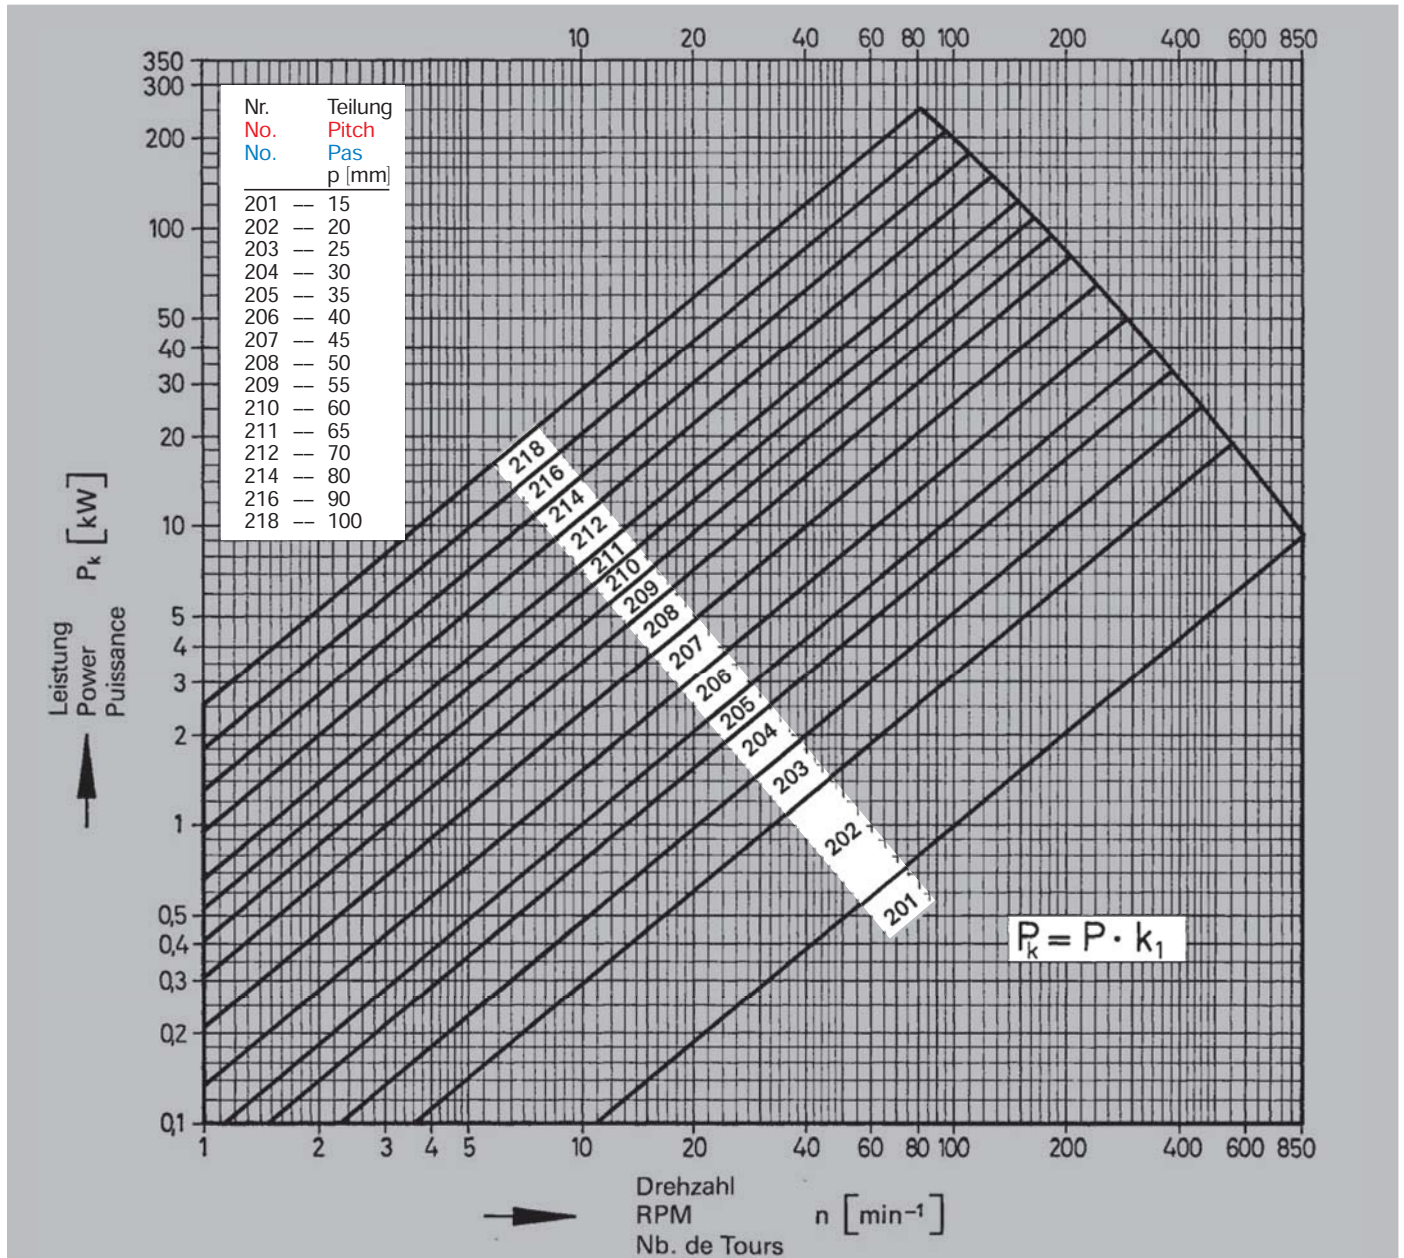 10 20 40 60 80 100 200 400 600 850
350
300
200
100
50
40
30
20
10
5
4
3
2
1
0,5
0,4
0,3
0,2
0,1
Nr. Teilung
No. Pitch
No. Pas
p [mm]
201 –– 15
202 –– 20
203 –– 25
204 –– 30
205 –– 35
206 –– 40
207 –– 45
208 –– 50
209 –– 55
210 –– 60
211 –– 65
212 –– 70
214 –– 80
216 –– 90
218 –– 100
Leistung
Power Pk [kW]
Puissance
218
216
214
212
211
210
209
208
207
206
205
204
203
202
201
Pk = P · k1
1 2 3 4 5 10 20 40 60 80 100 200 400 600 850
Drehzahl
RPM n [min-1]
Nb. de Tours